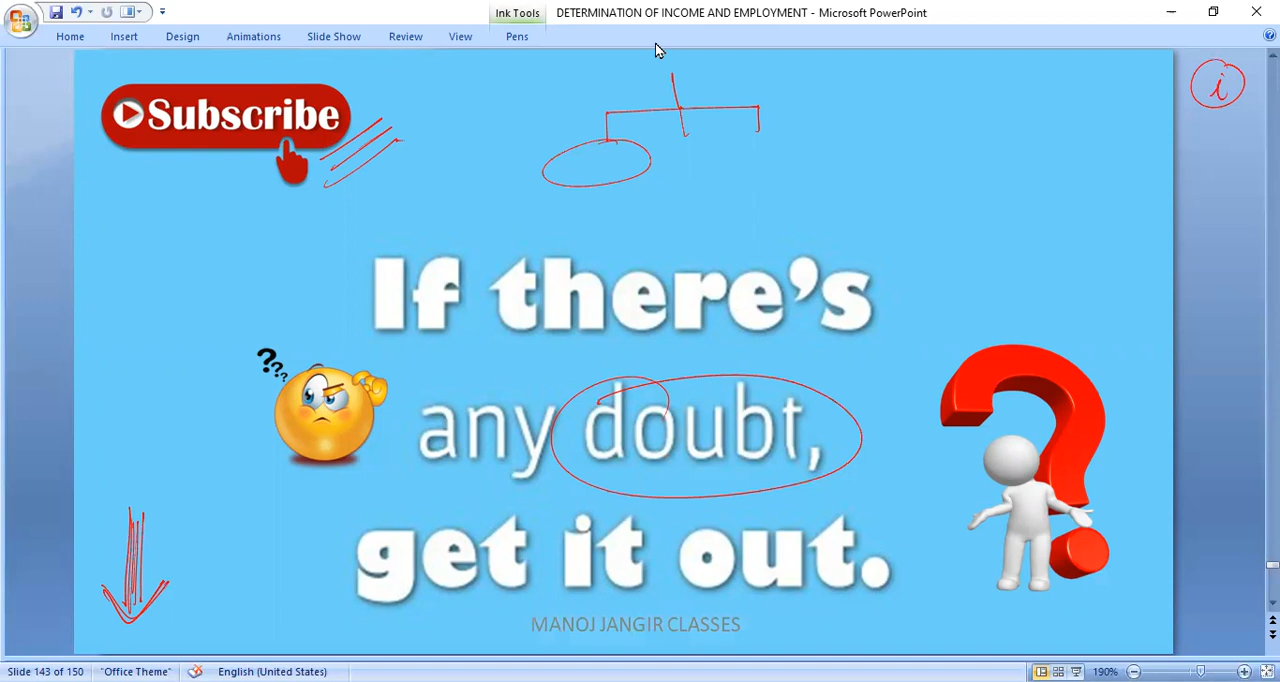 Ink Tools
DETERMINATION OF INCOME AND EMPLOYMENT - Microsoft PowerPoint
Home Insert Design Animations Slide Show Review View Pens
Subscribe
i
If there's
???
any doubt,
?
get it out.
MANOJ JANGIR CLASSES
Slide 143 of 150 "Office Theme" English (United States) 190%